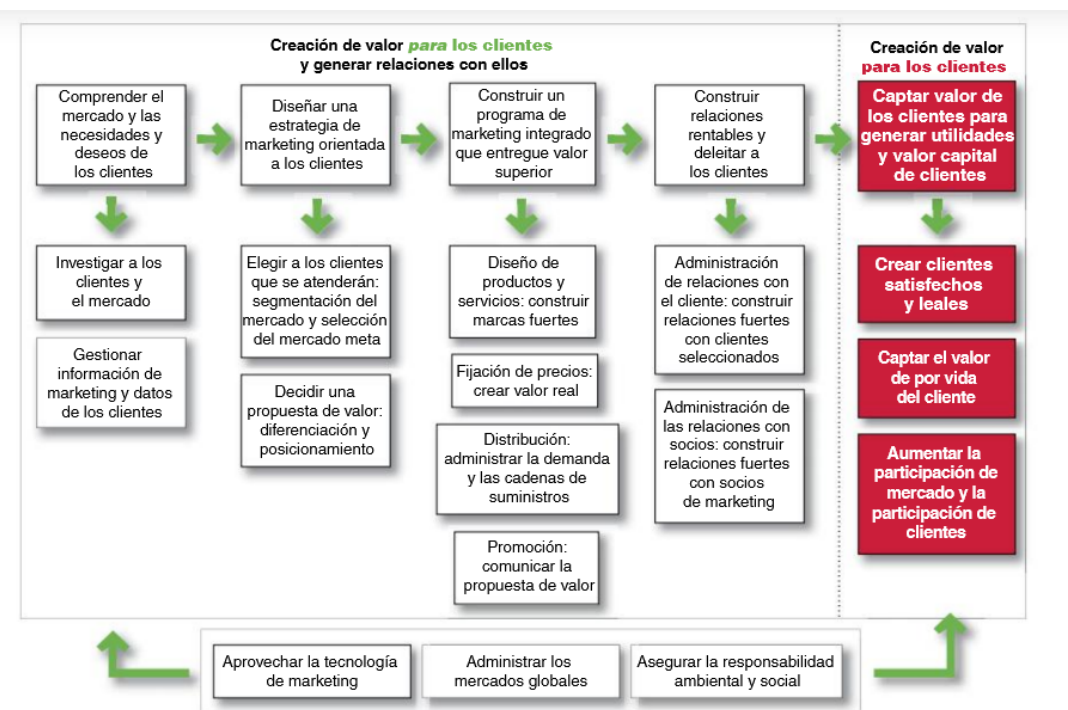 Creación de valor para los clientes
y generar relaciones con ellos
Creación de valor
para los clientes
Comprender el
mercado y las
necesidades y
deseos de
los clientes
Diseñar una
estrategia de
marketing orientada
a los clientes
Construir un
programa de
marketing integrado
que entregue valor
superior
Construir
relaciones
rentables y
deleitar a
los clientes
Captar valor de
los clientes para
generar utilidades
y valor capital
de clientes
Investigar a los
clientes y
el mercado
Gestionar
información de
marketing y datos
de los clientes
Elegir a los clientes
que se atenderán:
segmentación del
mercado y selección
del mercado meta
Decidir una
propuesta de valor:
diferenciación y
posicionamiento
Diseño de
productos y
servicios: construir
marcas fuertes
Fijación de precios:
crear valor real
Distribución:
administrar la demanda
y las cadenas de
suministros
Promoción:
comunicar la
propuesta de valor
Administración
de relaciones con
el cliente: construir
relaciones fuertes
con clientes
seleccionados
Administración de
las relaciones con
socios: construir
relaciones fuertes
con socios
de marketing
Crear clientes
satisfechos
y leales
Captar el valor
de por vida
del cliente
Aumentar la
participación de
mercado y la
participación de
clientes
Aprovechar la tecnología
de marketing
Administrar los
mercados globales
Asegurar la responsabilidad
ambiental y social